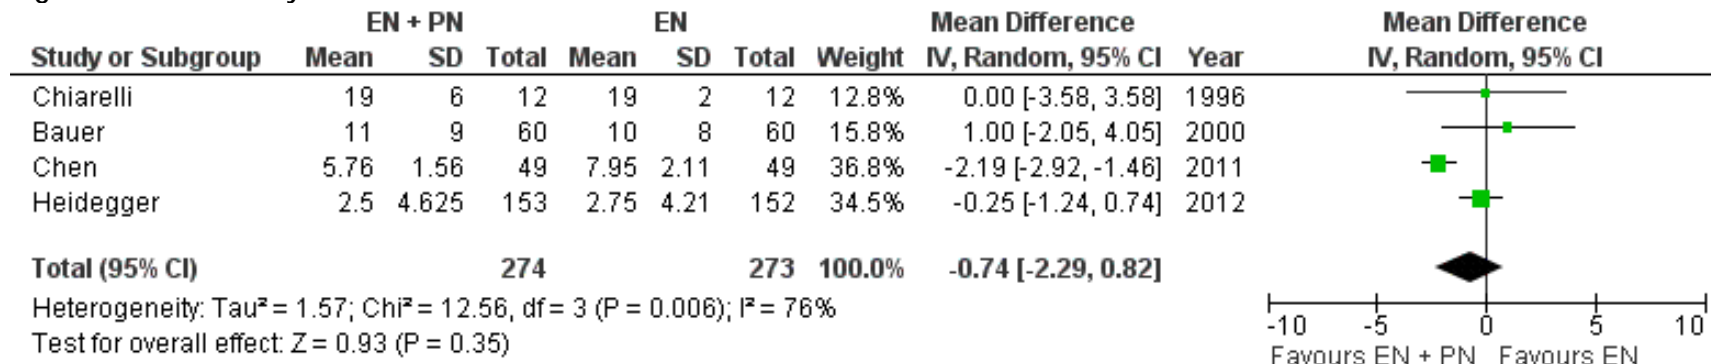 EN + PN EN Mean Difference Mean Difference
Study or Subgroup Mean SD Total Mean SD Total Weight IV, Random, 95% CI Year IV, Random, 95% CI
Chiarelli 19 6 12 19 2 12 12.8% 0.00 [-3.58, 3.58] 1996
Bauer 11 9 60 10 8 60 15.8% 1.00 [-2.05, 4.05] 2000
Chen 5.76 1.56 49 7.95 2.11 49 36.8% -2.19 [-2.92, -1.46] 2011
Heidegger 2.5 4.625 153 2.75 4.21 152 34.5% -0.25 [-1.24, 0.74] 2012
Total (95% CI) 274 273 100.0% -0.74 [-2.29, 0.82]
Heterogeneity: Tau² = 1.57; Chi² = 12.56, df = 3 (P = 0.006); I² = 76%
-10 -5 0 5 10
Test for overall effect: Z = 0.93 (P = 0.35)
Favours EN + PN Favours EN